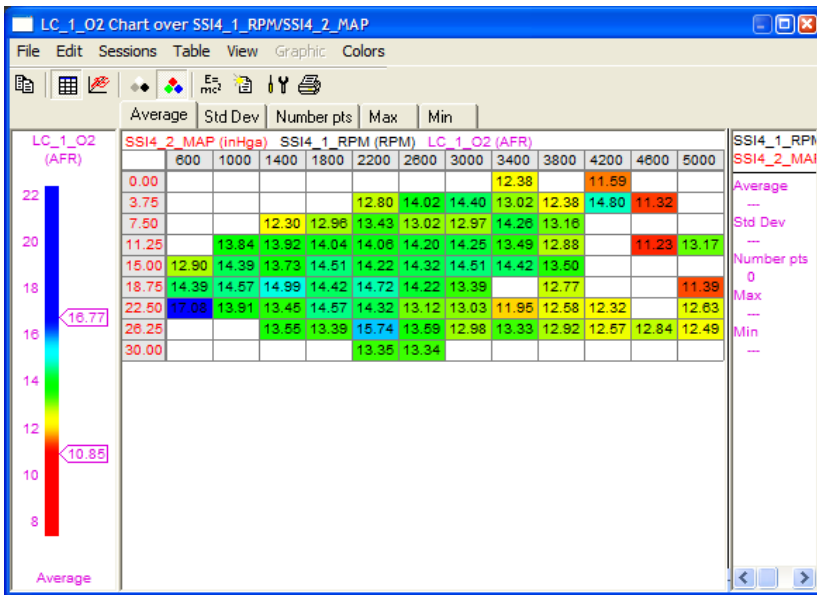 LC_1_O2 Chart over SSI4_1_RPM/SSI4_2_MAP
File Edit Sessions Table View Graphic Colors
E=
mc²
Average Std Dev Number pts Max Min
LC_1_O2
(AFR)
22
20
18
16.77
16
14
12
10.85
10
8
Average
SSI4_2_MAP (inHga) SSI4_1_RPM (RPM) LC_1_O2 (AFR)
600 1000 1400 1800 2200 2600 3000 3400 3800 4200 4600 5000
0.00 12.38 11.59
3.75 12.80 14.02 14.40 13.02 12.38 14.80 11.32
7.50 12.30 12.96 13.43 13.02 12.97 14.26 13.16
11.25 13.84 13.92 14.04 14.06 14.20 14.25 13.49 12.88 11.23 13.17
15.00 12.90 14.39 13.73 14.51 14.22 14.32 14.51 14.42 13.50
18.75 14.39 14.57 14.99 14.42 14.72 14.22 13.39 12.77 11.39
22.50 17.08 13.91 13.45 14.57 14.32 13.12 13.03 11.95 12.58 12.32 12.63
26.25 13.55 13.39 15.74 13.59 12.98 13.33 12.92 12.57 12.84 12.49
30.00 13.35 13.34
SSI4_1_RPM
SSI4_2_MA
Average
---
Std Dev
---
Number pts
0
Max
---
Min
---